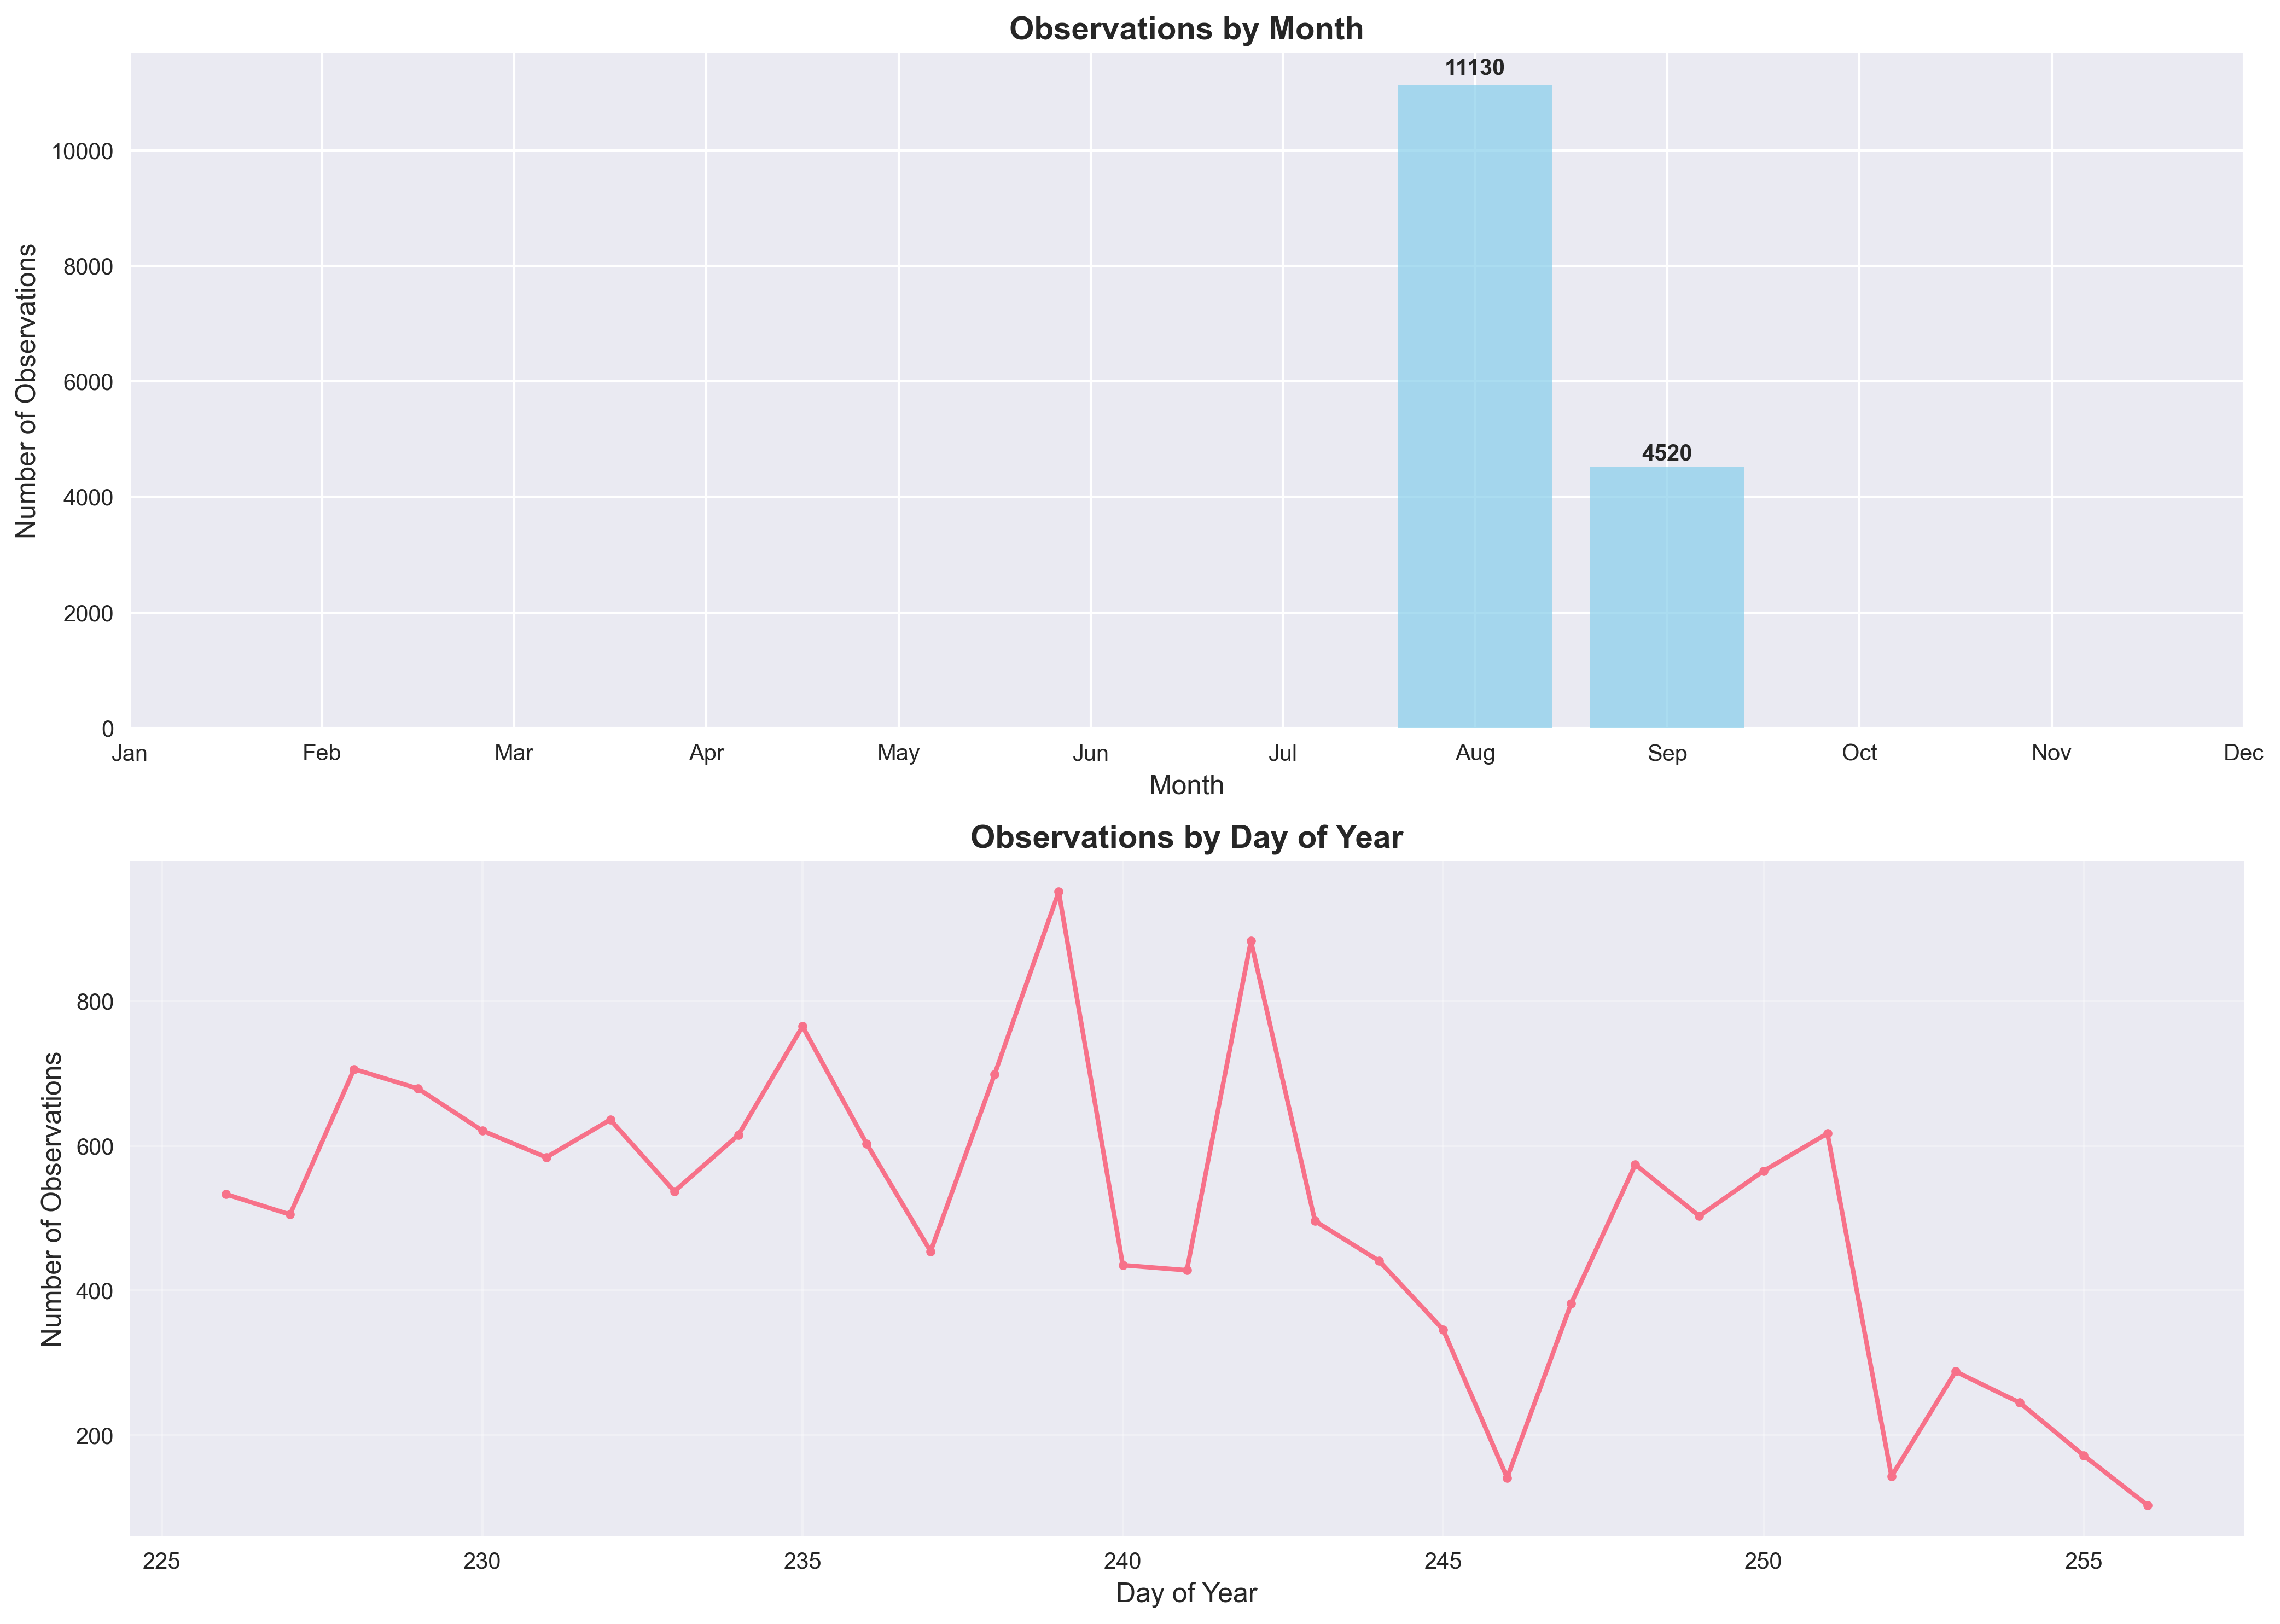 Observations by Month
11130
4520
10000
8000
6000
4000
2000
0
Number of Observations
Jan Feb Mar Apr May Jun Jul Aug Sep Oct Nov Dec
Month
Observations by Day of Year
800
600
400
200
Number of Observations
225 230 235 240 245 250 255
Day of Year